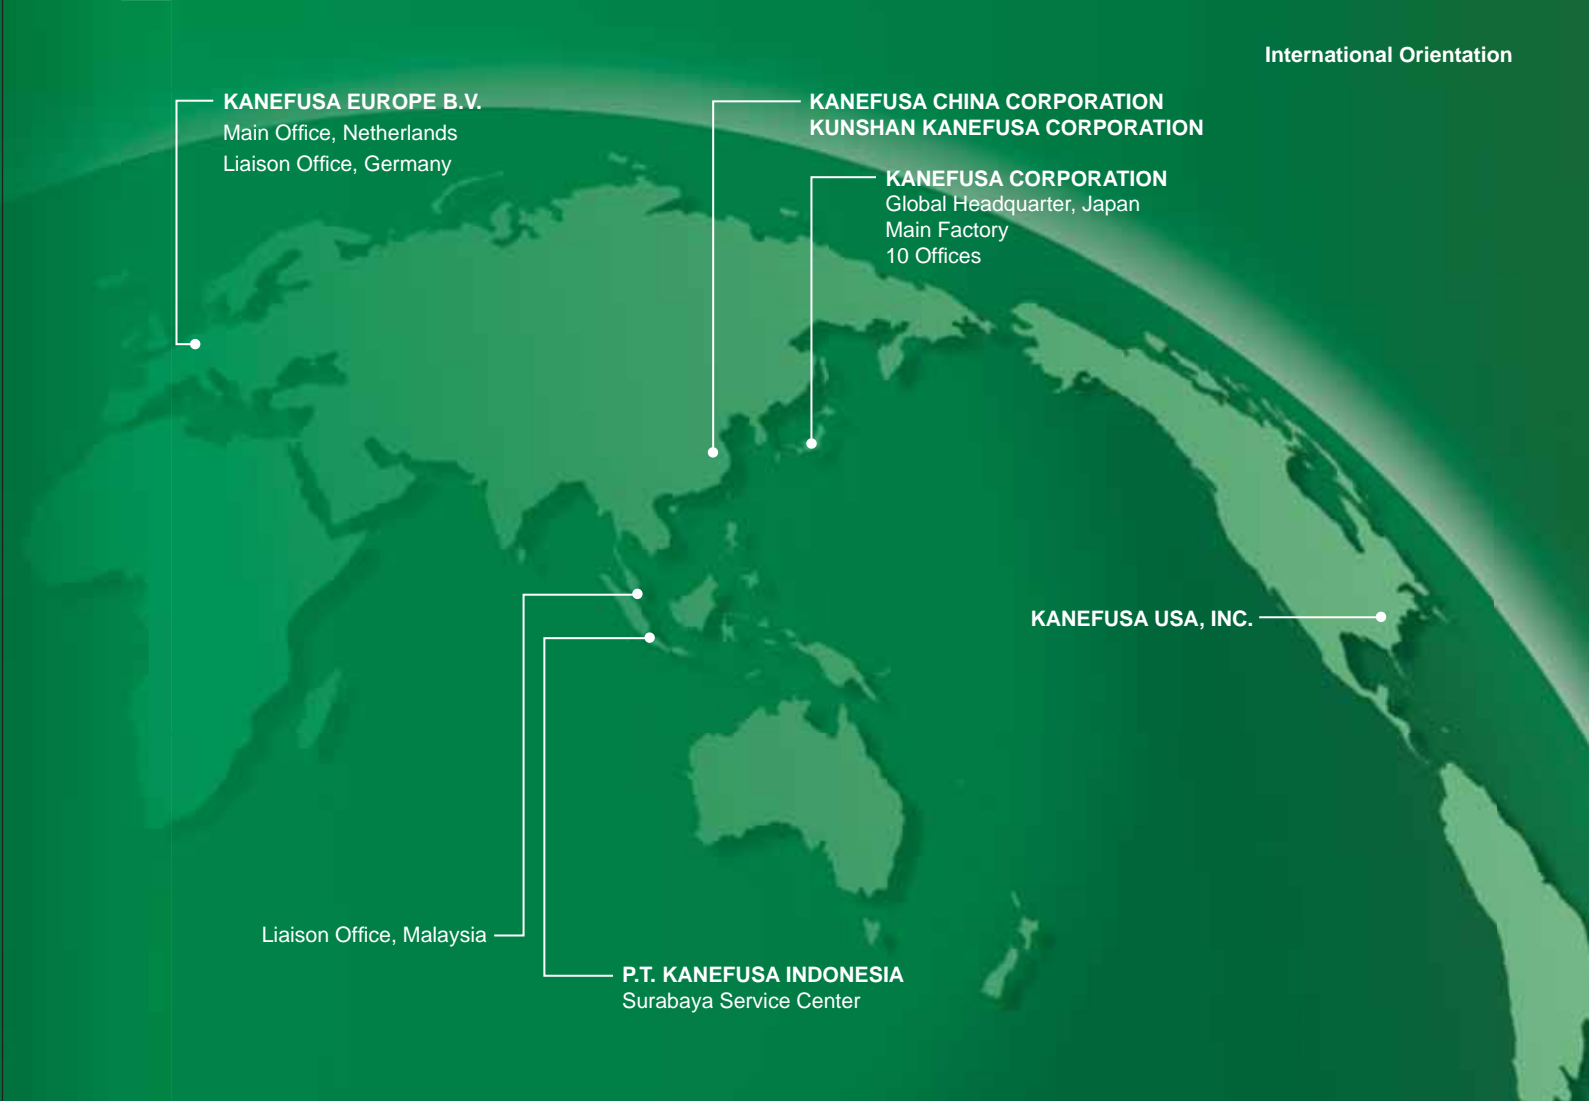 International Orientation
KANEFUSA EUROPE B.V.
Main Office, Netherlands
Liaison Office, Germany
KANEFUSA CHINA CORPORATION
KUNSHAN KANEFUSA CORPORATION
KANEFUSA CORPORATION
Global Headquarter, Japan
Main Factory
10 Offices
KANEFUSA USA, INC.
Liaison Office, Malaysia
P.T. KANEFUSA INDONESIA
Surabaya Service Center